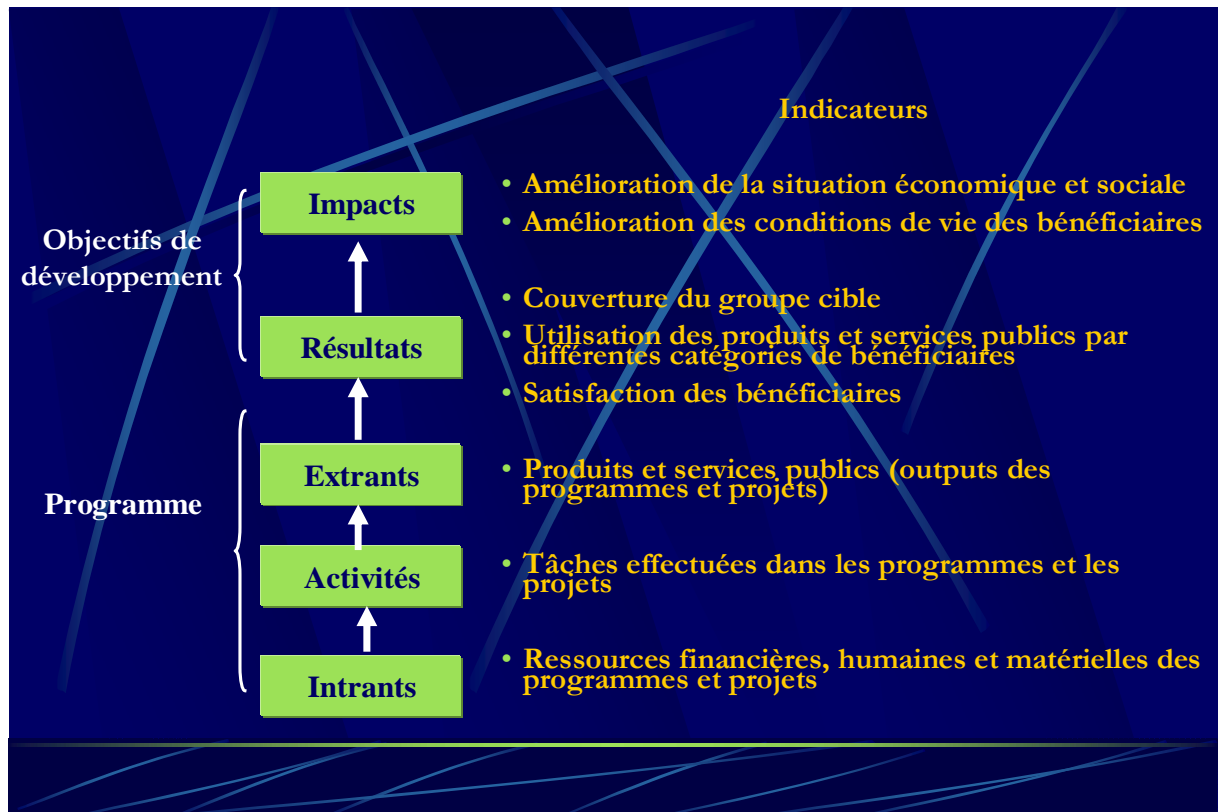 Indicateurs
Objectifs de
développement
Impacts
• Amélioration de la situation économique et sociale
• Amélioration des conditions de vie des bénéficiaires
Résultats
• Couverture du groupe cible
• Utilisation des produits et services publics par
différentes catégories de bénéficiaires
• Satisfaction des bénéficiaires
Programme
Extrants
• Produits et services publics (outputs des
programmes et projets)
Activités
• Tâches effectuées dans les programmes et les
projets
Intrants
• Ressources financières, humaines et matérielles des
programmes et projets